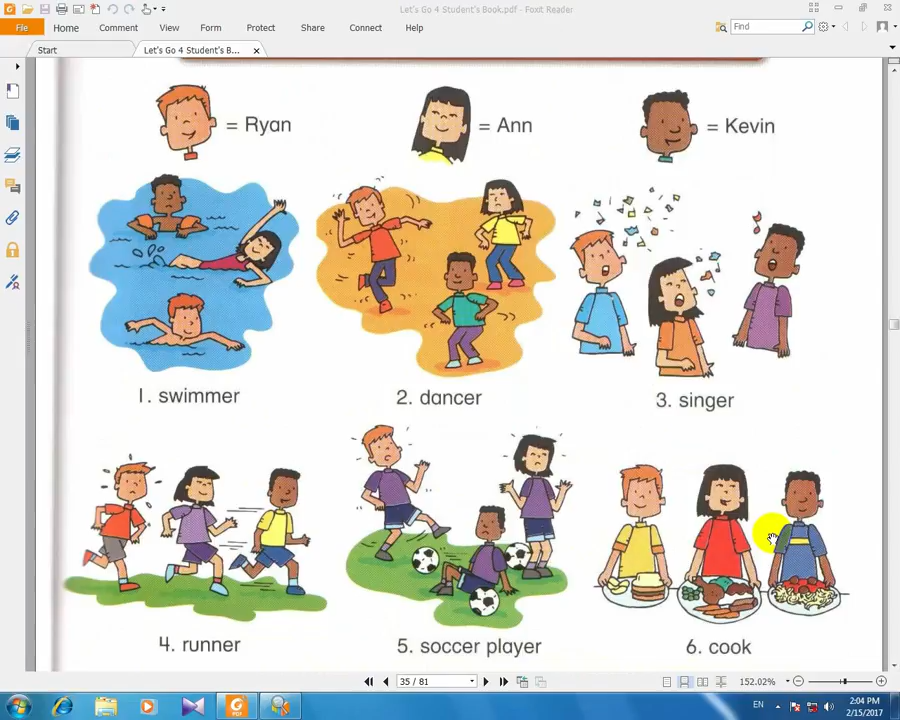 Let's Go 4 Student's Book.pdf - Foxit Reader
File Home Comment View Form Protect Share Connect Help Find
Start Let's Go 4 Student's B...
= Ryan = Ann = Kevin
1. swimmer 2. dancer 3. singer
4. runner 5. soccer player 6. cook
35 / 81 152.02%
EN 2:04 PM
2/15/2017